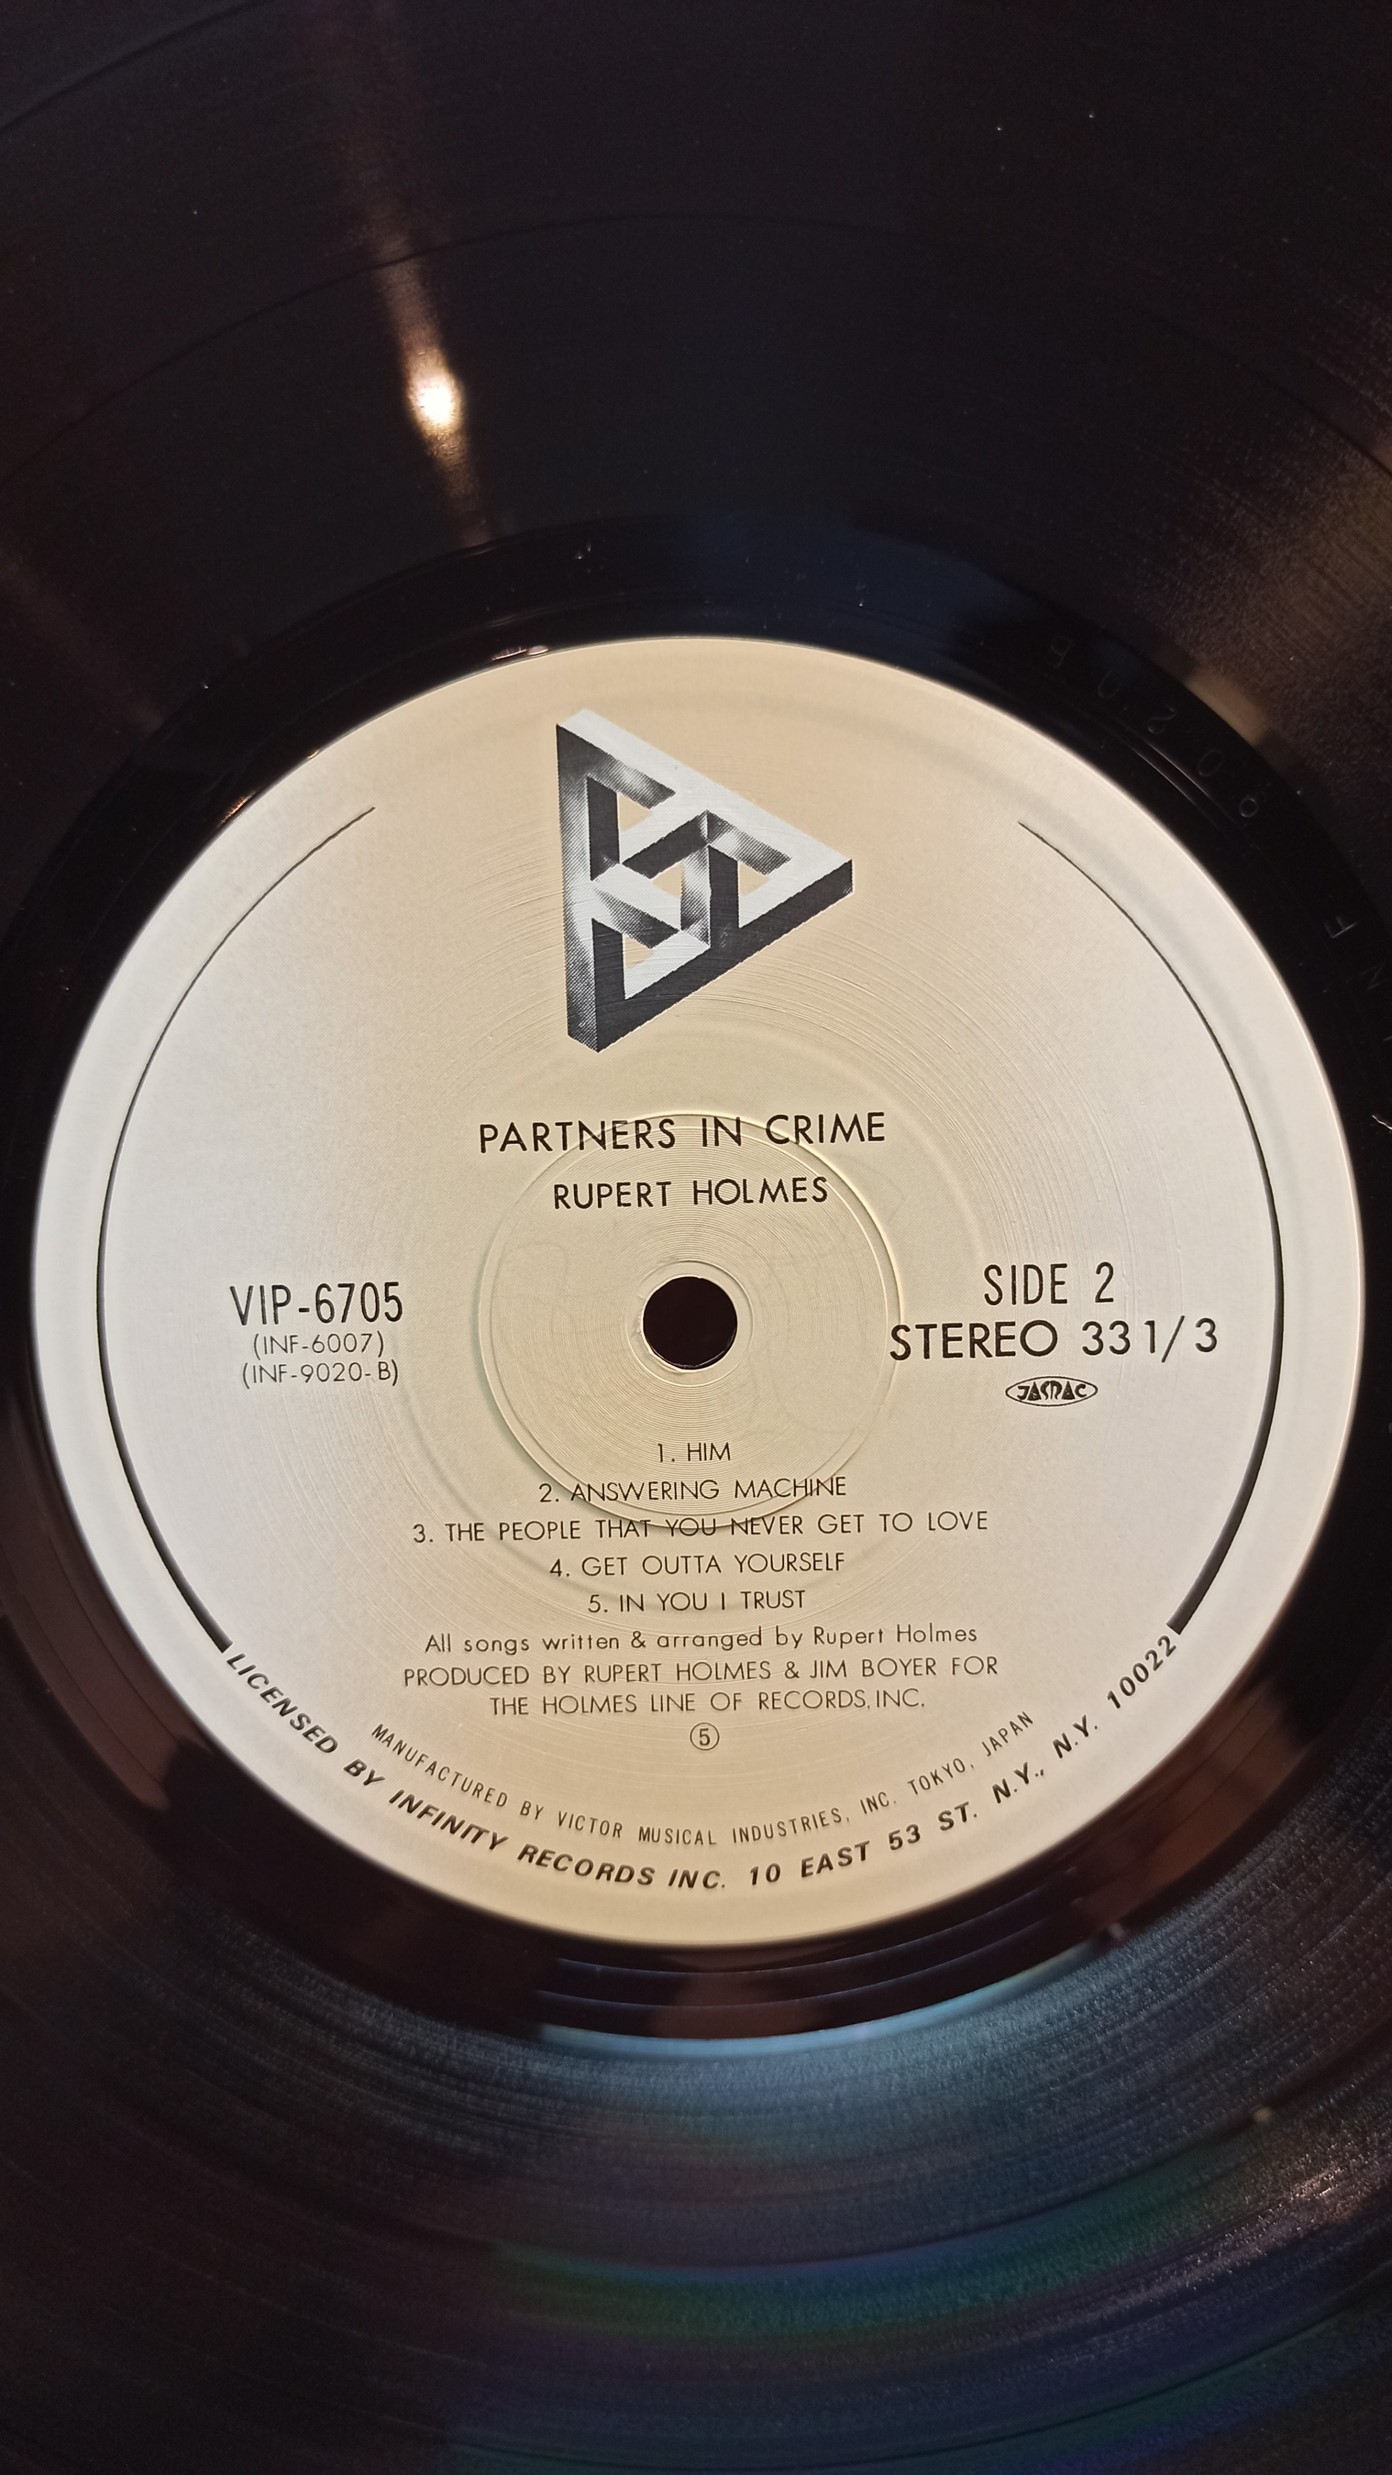 PARTNERS IN CRIME
RUPERT HOLMES
VIP-6705
(INF-6007)
(INF-9020-B)
SIDE 2
STEREO 33 1/3
JASRAC
1. HIM
2. ANSWERING MACHINE
3. THE PEOPLE THAT YOU NEVER GET TO LOVE
4. GET OUTTA YOURSELF
5. IN YOU I TRUST
All songs written & arranged by Rupert Holmes
PRODUCED BY RUPERT HOLMES & JIM BOYER FOR
THE HOLMES LINE OF RECORDS, INC.
5
MANUFACTURED BY VICTOR MUSICAL INDUSTRIES, INC. TOKYO, JAPAN
LICENSED BY INFINITY RECORDS INC. 10 EAST 53 ST. N.Y., N.Y. 10022